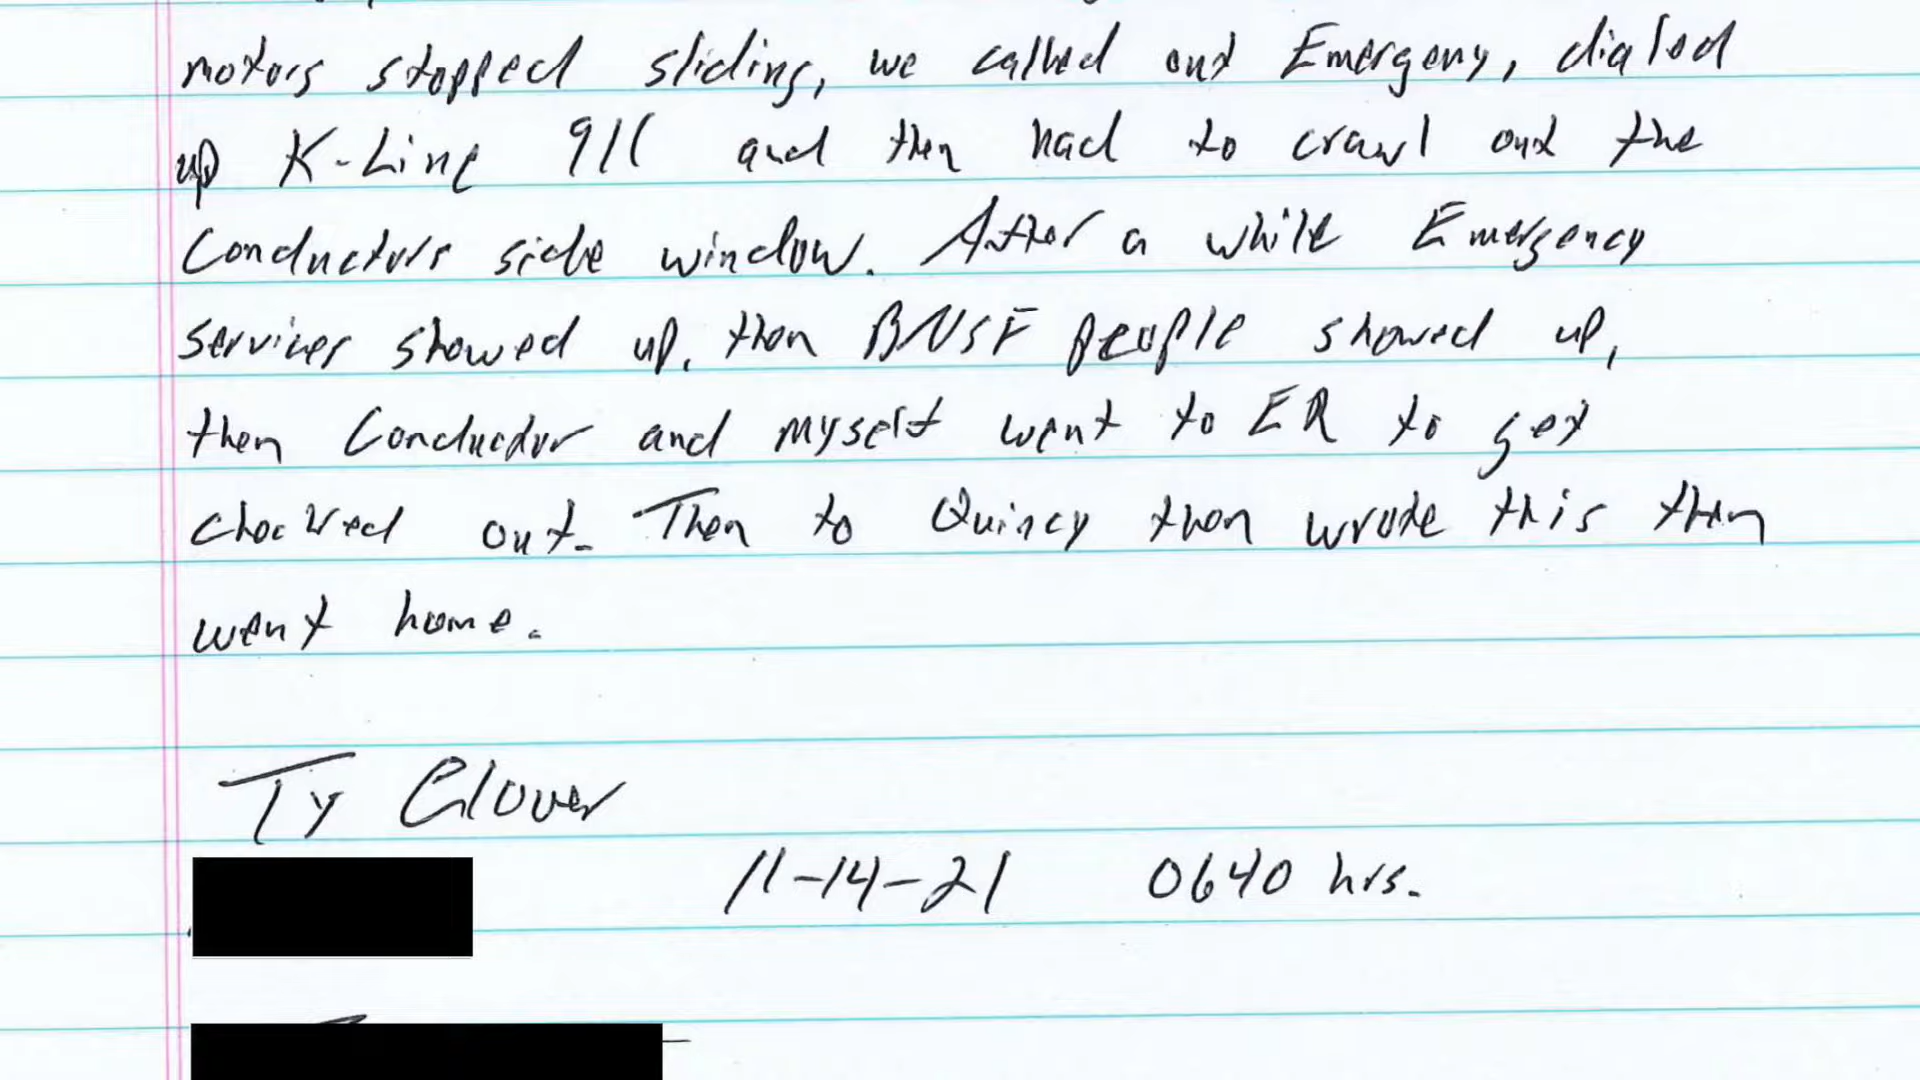 motors stopped sliding, we called out Emergeny, dialed
up K-Line 911 and then had to crawl out the
Conductors side window. After a while Emergency
services showed up, then BNSF people showed up,
then Conductor and myself went to ER to get
checked out. Then to Quincy then wrote this then
went home.
Ty Glover
11-14-21 0640 hrs.